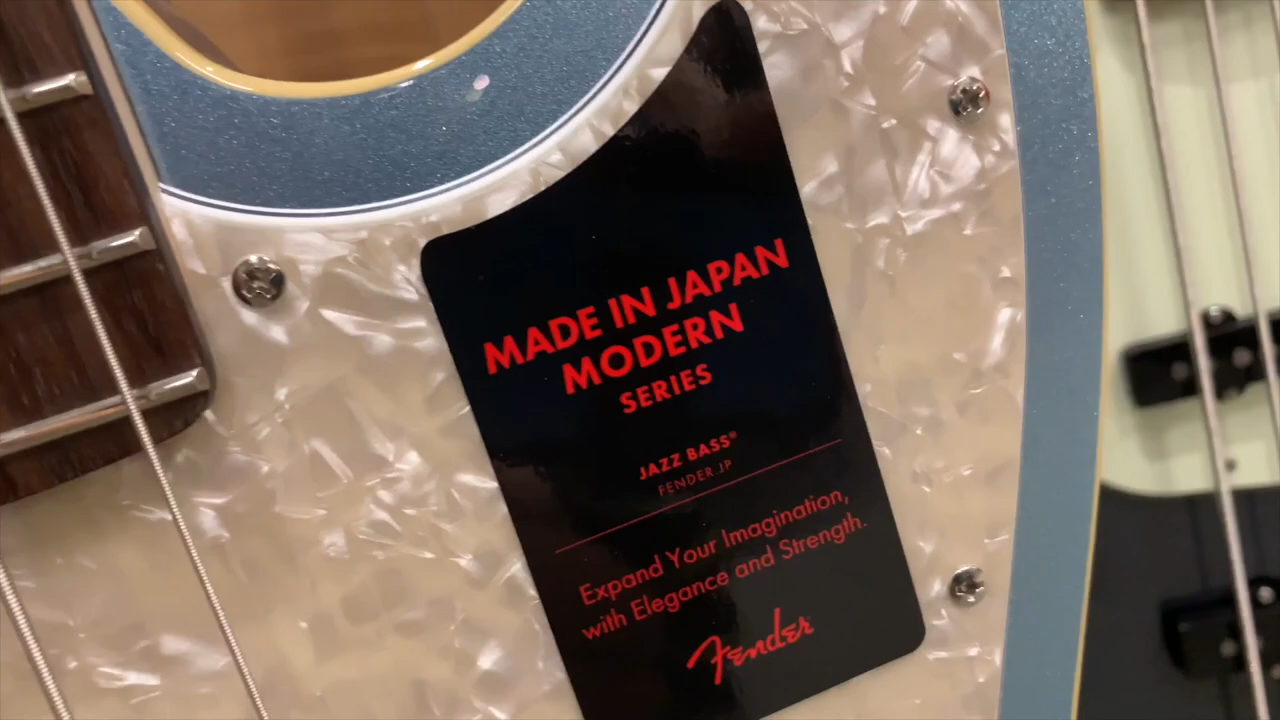 MADE IN JAPAN
MODERN
SERIES
JAZZ BASS®
FENDER.JP
Expand Your Imagination,
with Elegance and Strength.
Fender